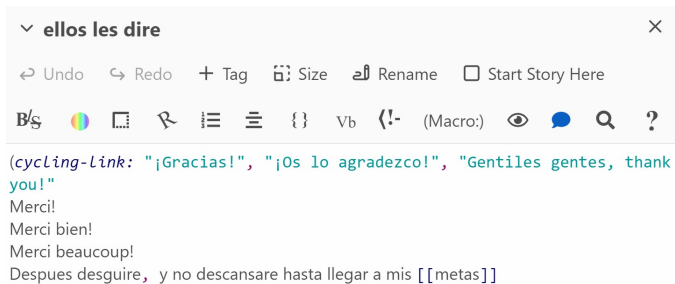 ellos les dire
Undo Redo + Tag Size Rename Start Story Here
B/S R {} Vb (!- (Macro:) ?
(cycling-link: "¡Gracias!", "¡Os lo agradezco!", "Gentiles gentes, thank
you!"
Merci!
Merci bien!
Merci beaucoup!
Despues desguire, y no descansare hasta llegar a mis [[metas]]